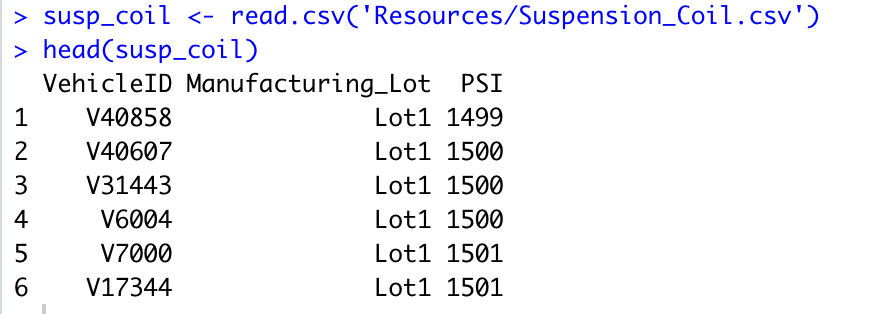 > susp_coil <- read.csv('Resources/Suspension_Coil.csv')
> head(susp_coil)
  VehicleID Manufacturing_Lot  PSI
1    V40858              Lot1 1499
2    V40607              Lot1 1500
3    V31443              Lot1 1500
4     V6004              Lot1 1500
5     V7000              Lot1 1501
6    V17344              Lot1 1501